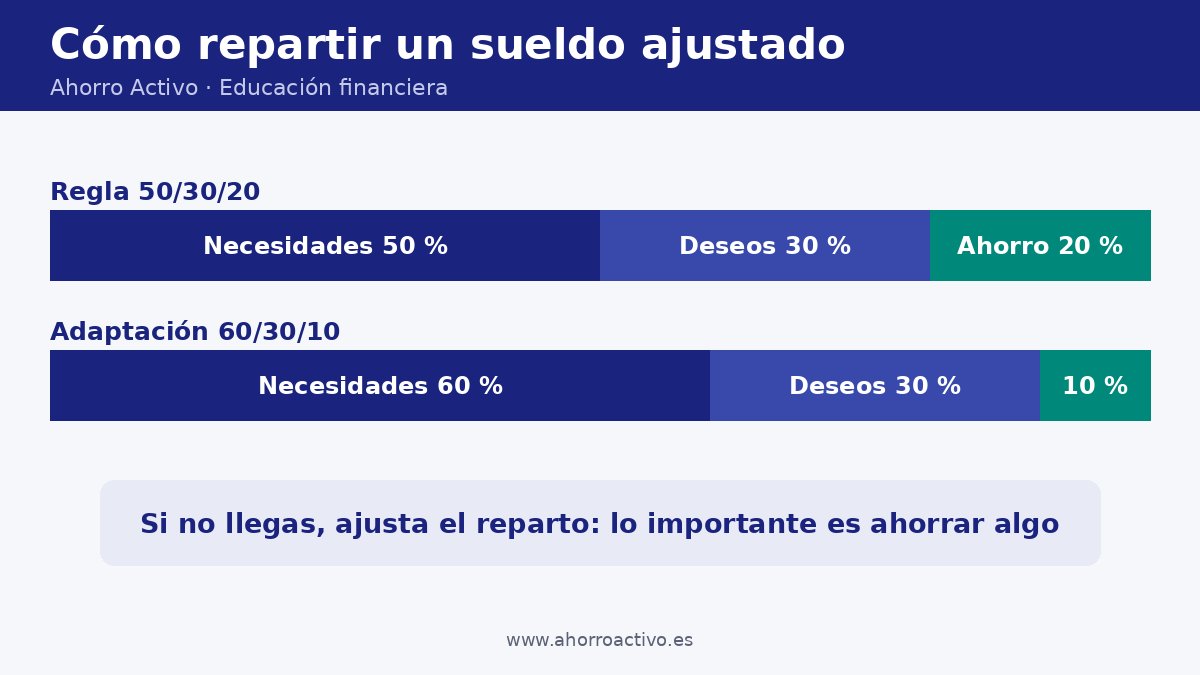 Cómo repartir un sueldo ajustado
Ahorro Activo · Educación financiera
Regla 50/30/20
Necesidades 50 %
Deseos 30 %
Ahorro 20 %
Adaptación 60/30/10
Necesidades 60 %
Deseos 30 %
10 %
Si no llegas, ajusta el reparto: lo importante es ahorrar algo
www.ahorroactivo.es